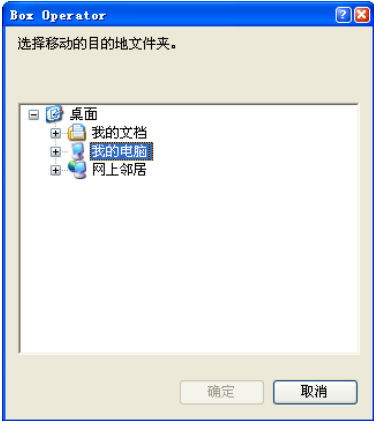 Box Operator
选择移动的目的地文件夹。
桌面
我的文档
我的电脑
网上邻居
确定 取消